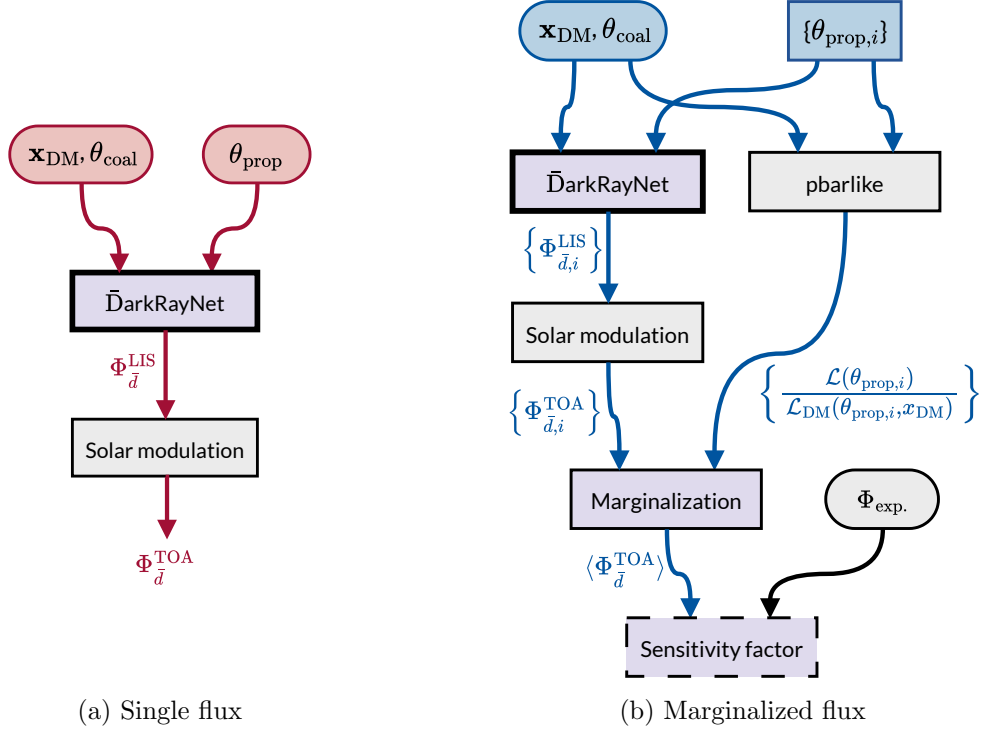 𝐱_DM, θ_coal
θ_prop
D̄arkRayNet
Φ_d̄^LIS
Solar modulation
Φ_d̄^TOA
(a) Single flux
𝐱_DM, θ_coal
{θ_prop,i}
D̄arkRayNet
pbarlike
{Φ_d̄,i^LIS}
Solar modulation
{Φ_d̄,i^TOA}
{ℒ(θ_prop,i) / ℒ_DM(θ_prop,i, x_DM)}
Marginalization
Φ_exp.
⟨Φ_d̄^TOA⟩
Sensitivity factor
(b) Marginalized flux